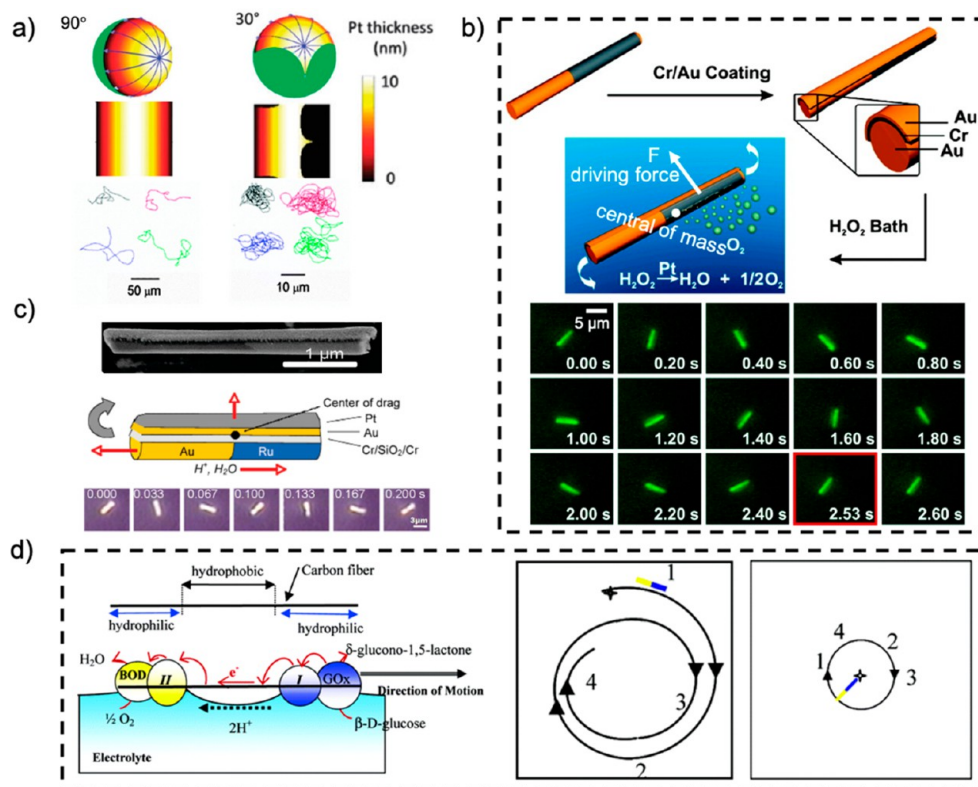 a)
90°
30°
Pt thickness
(nm)
10
0
50 μm
10 μm
b)
Cr/Au Coating
Au
Cr
Au
F
driving force
central of mass
O₂
H₂O₂ Pt→ H₂O + 1/2O₂
H₂O₂ Bath
5 μm
0.00 s
0.20 s
0.40 s
0.60 s
0.80 s
1.00 s
1.20 s
1.40 s
1.60 s
1.80 s
2.00 s
2.20 s
2.40 s
2.53 s
2.60 s
c)
1 μm
Center of drag
Pt
Au
Cr/SiO₂/Cr
Au
Ru
H⁺, H₂O
0.000
0.033
0.067
0.100
0.133
0.167
0.200 s
3μm
d)
hydrophobic
Carbon fiber
hydrophilic
hydrophilic
H₂O
BOD
II
e⁻
I
GOx
δ-glucono-1,5-lactone
Direction of Motion
½ O₂
2H⁺
β-D-glucose
Electrolyte
1
4
3
2
4
2
1
3